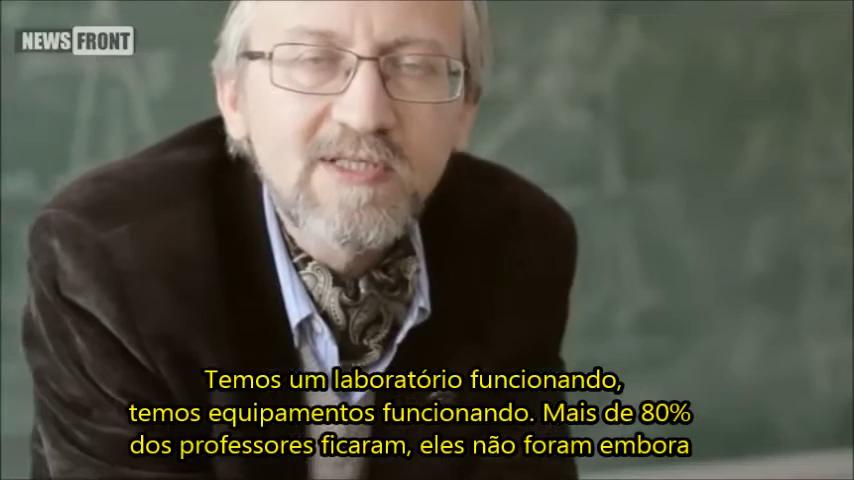 NEWS FRONT
Temos um laboratório funcionando,
temos equipamentos funcionando. Mais de 80%
dos professores ficaram, eles não foram embora